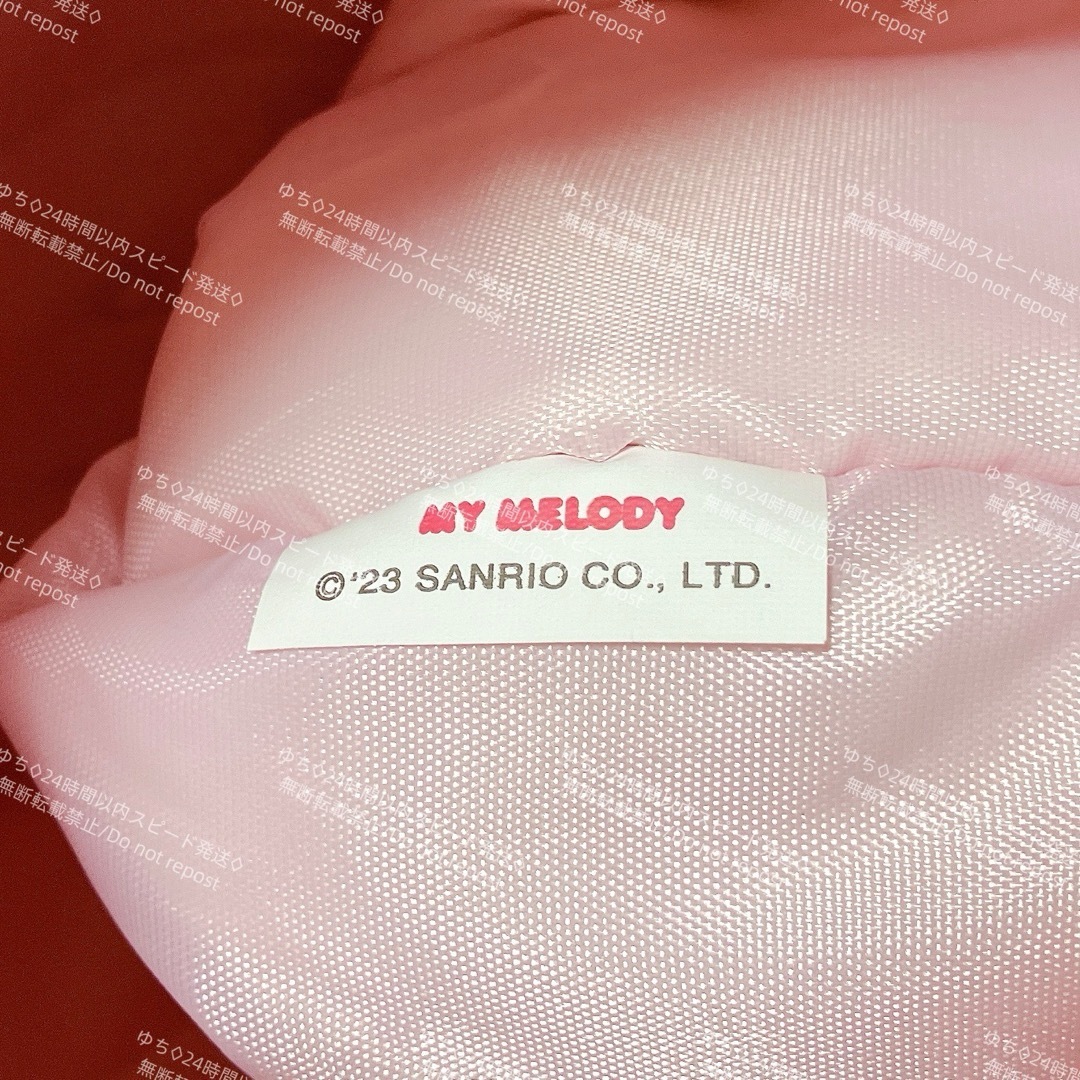 MY MELODY
©'23 SANRIO CO., LTD.
ゆち◇24時間以内スピード発送◇
無断転載禁止/Do not repost